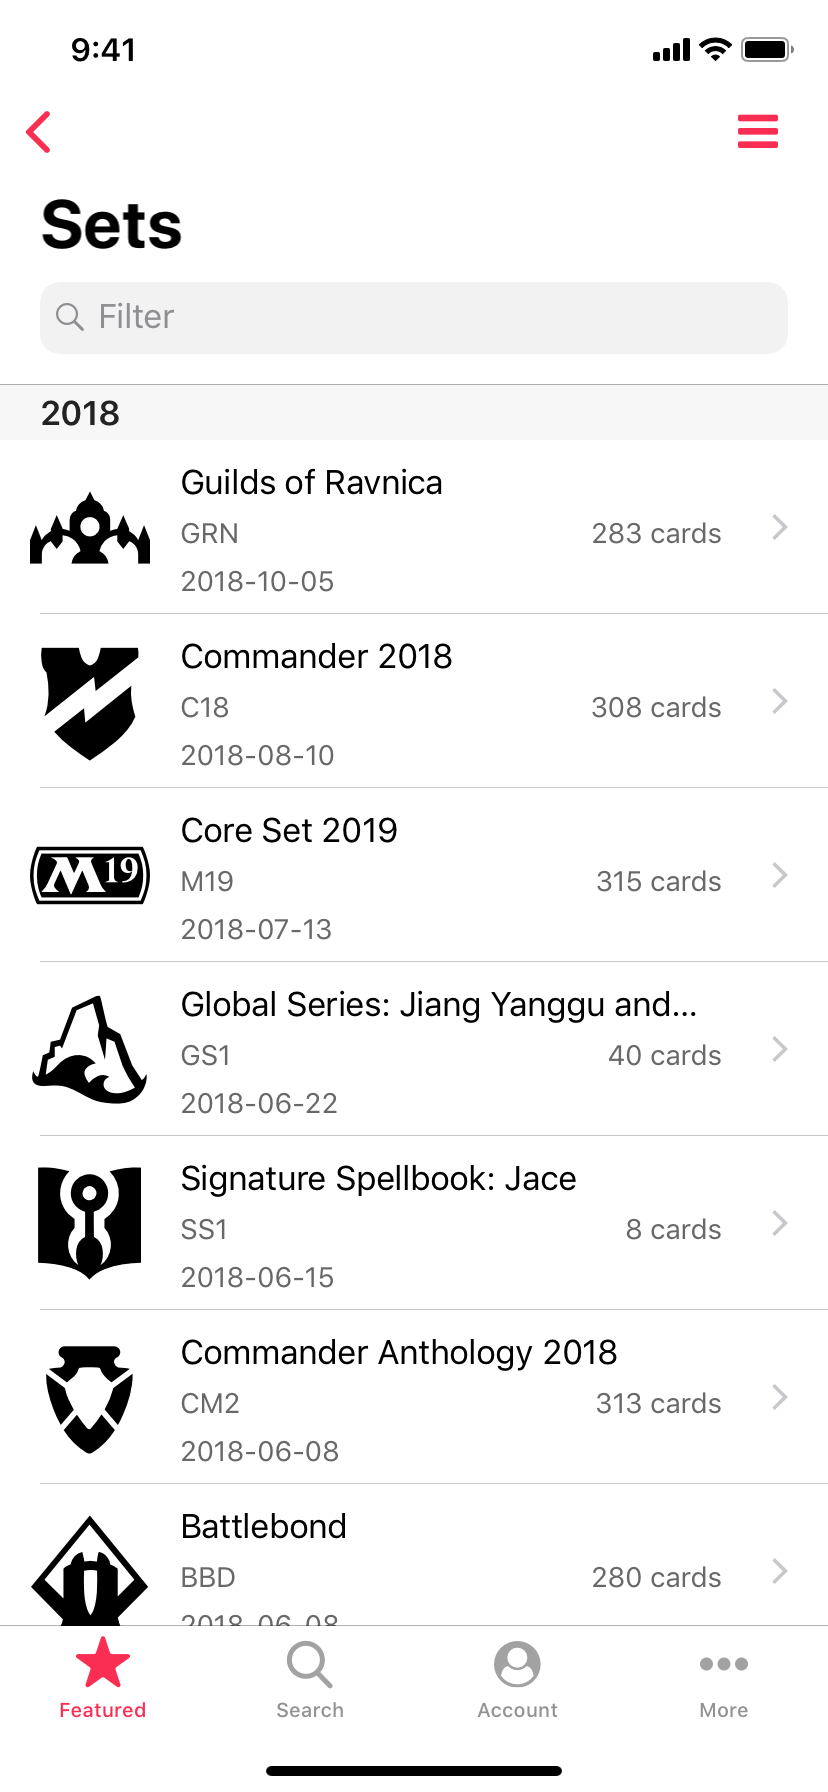 9:41
Sets
Filter
2018
Guilds of Ravnica
GRN
283 cards
2018-10-05
Commander 2018
C18
308 cards
2018-08-10
M19
Core Set 2019
M19
315 cards
2018-07-13
Global Series: Jiang Yanggu and...
GS1
40 cards
2018-06-22
Signature Spellbook: Jace
SS1
8 cards
2018-06-15
Commander Anthology 2018
CM2
313 cards
2018-06-08
Battlebond
BBD
280 cards
2018-06-08
Featured
Search
Account
More